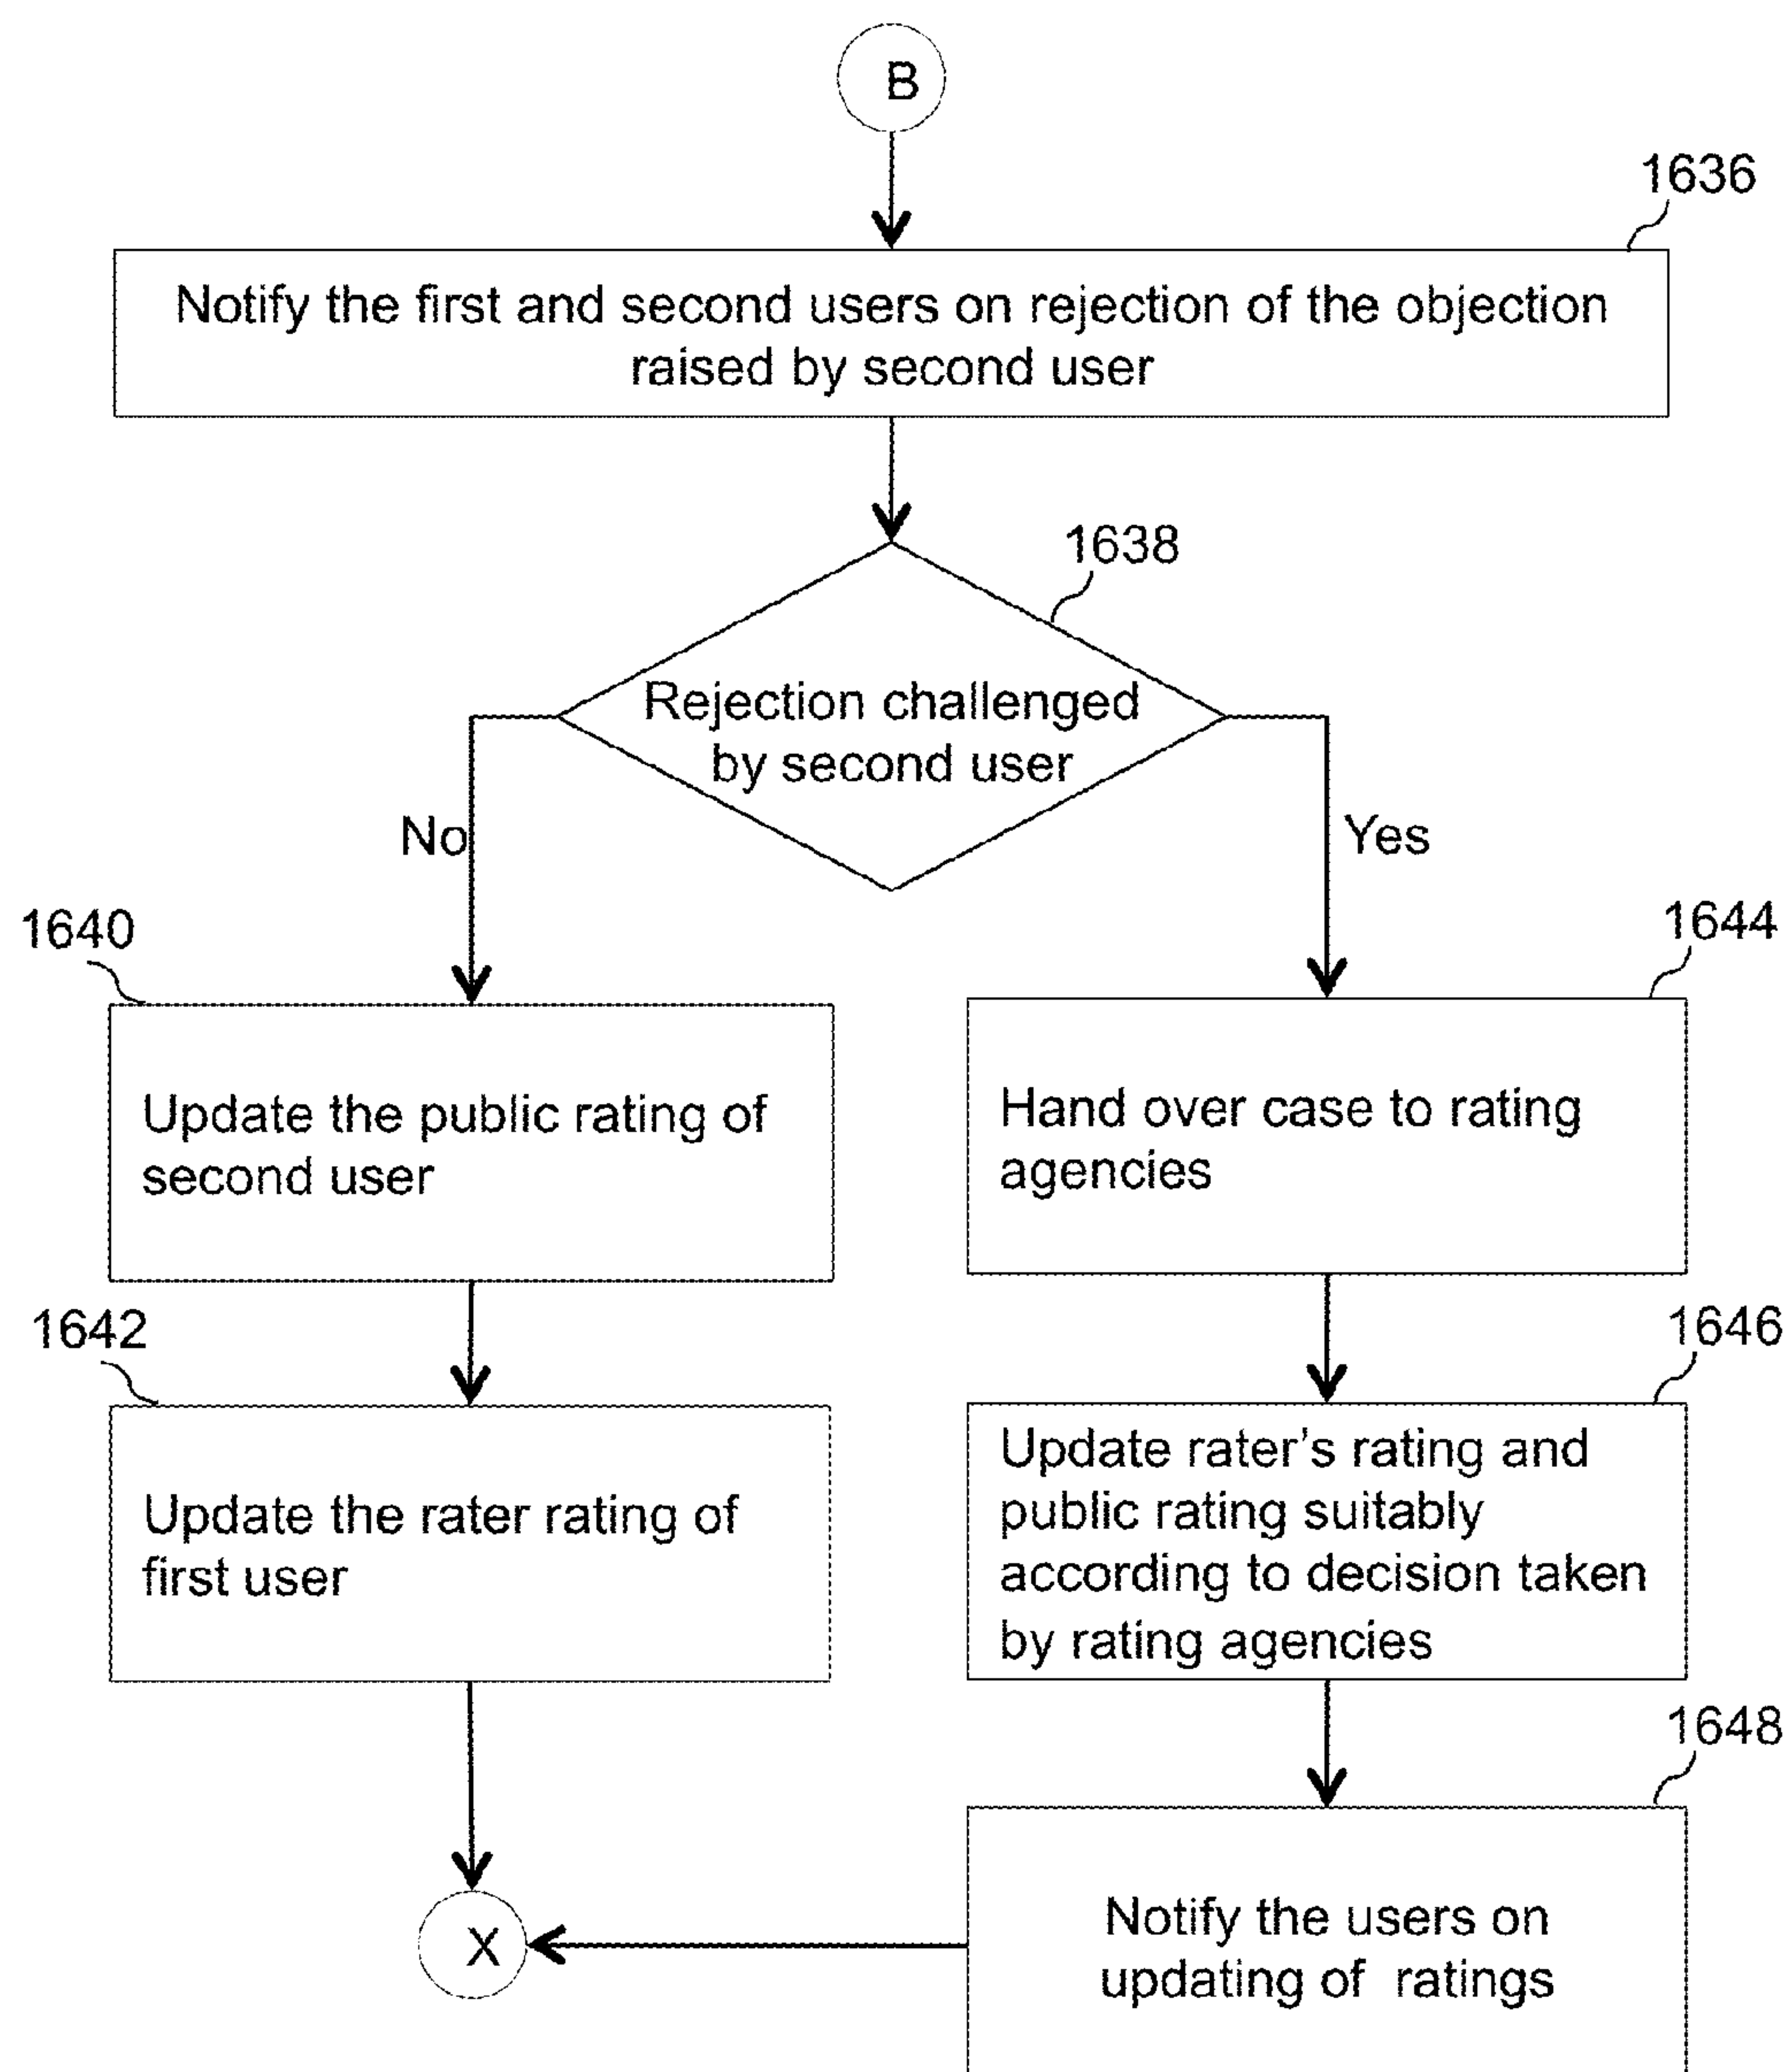 B
1636
Notify the first and second users on rejection of the objection
raised by second user
1638
Rejection challenged
by second user
No
Yes
1640
1644
Update the public rating of
second user
Hand over case to rating
agencies
1642
1646
Update the rater rating of
first user
Update rater's rating and
public rating suitably
according to decision taken
by rating agencies
1648
X
Notify the users on
updating of ratings